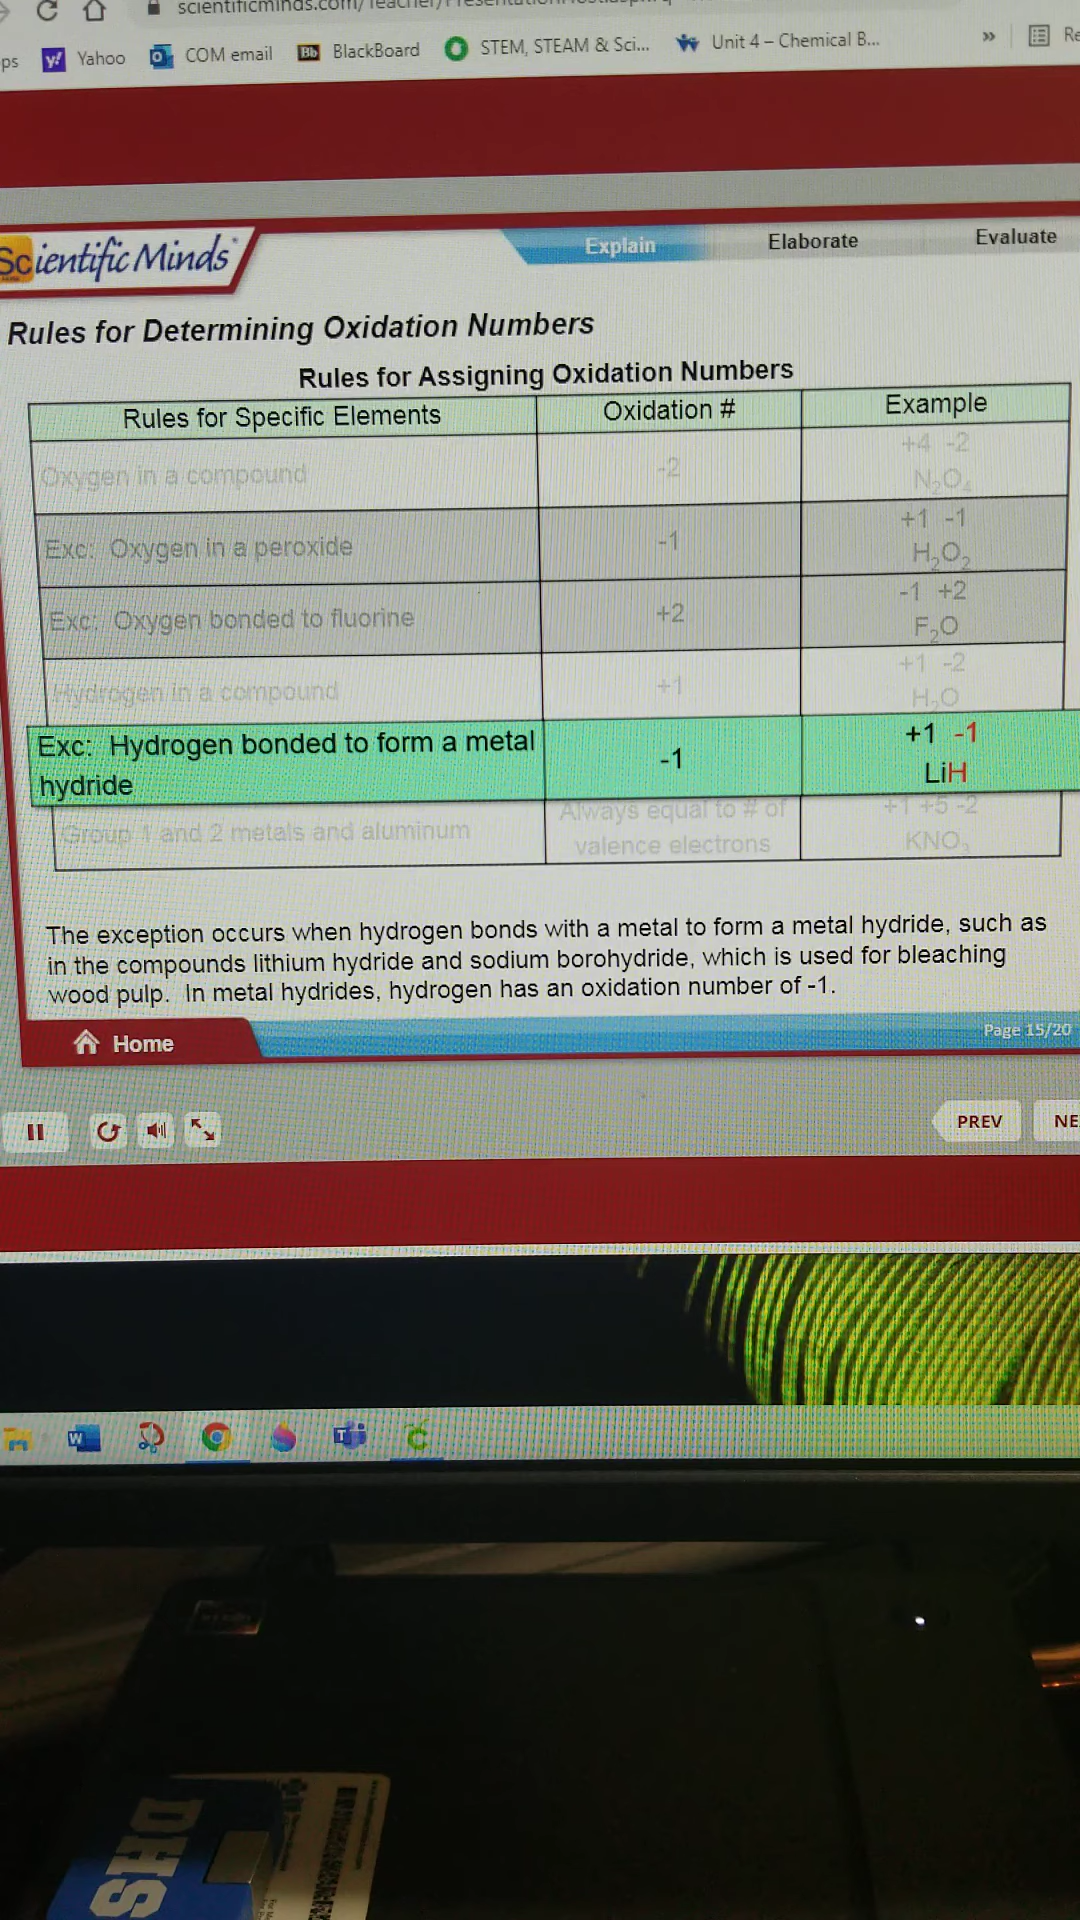 scientificminds.com/Teacher/
ps Yahoo COM email Bb BlackBoard STEM, STEAM & Sci... Unit 4 – Chemical B... » Re
Scientific Minds
Explain Elaborate Evaluate
Rules for Determining Oxidation Numbers
Rules for Assigning Oxidation Numbers
Rules for Specific Elements Oxidation # Example
Oxygen in a compound -2 +4 -2
N₂O₄
Exc: Oxygen in a peroxide -1 +1 -1
H₂O₂
Exc: Oxygen bonded to fluorine +2 -1 +2
F₂O
Hydrogen in a compound +1 +1 -2
H₂O
Exc: Hydrogen bonded to form a metal
hydride -1 +1 -1
LiH
Group 1 and 2 metals and aluminum Always equal to # of
valence electrons +1 +5 -2
KNO₃
The exception occurs when hydrogen bonds with a metal to form a metal hydride, such as
in the compounds lithium hydride and sodium borohydride, which is used for bleaching
wood pulp. In metal hydrides, hydrogen has an oxidation number of -1.
Home Page 15/20
PREV NE
DHS